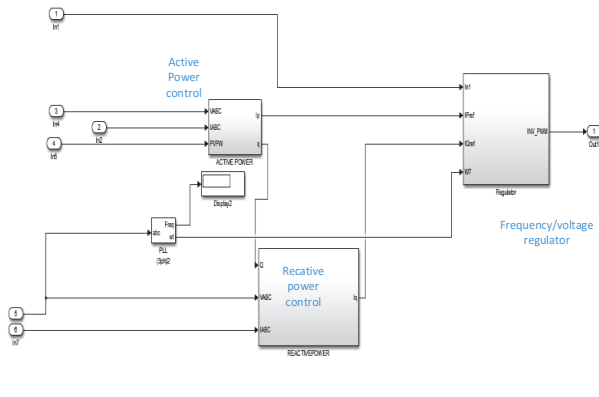 1
In1
Active
Power
control
3
In4
2
In2
4
In6
VABC
IABC
PVPW
Ip
q
ACTIVE POWER
Display2
In1
IPref
IQref
WT
INV_PWM
Regulator
1
Out1
Frequency/voltage
regulator
abc
Freq
wt
PLL
(3ph)2
Q
VABC
IABC
Iq
Recative
power
control
REACTIVEPOWER
5
6
In7